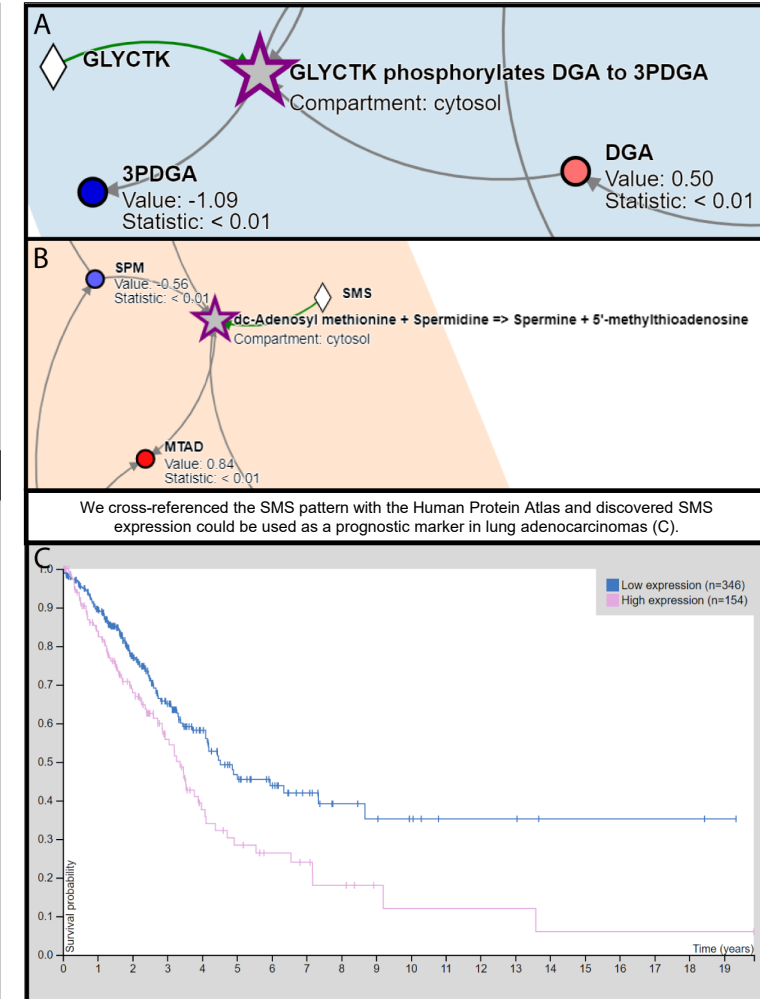 A
GLYCTK
GLYCTK phosphorylates DGA to 3PDGA
Compartment: cytosol
3PDGA
Value: -1.09
Statistic: < 0.01
DGA
Value: 0.50
Statistic: < 0.01
B
SPM
Value: -0.56
Statistic: < 0.01
SMS
dc-Adenosyl methionine + Spermidine => Spermine + 5'-methylthioadenosine
Compartment: cytosol
MTAD
Value: 0.84
Statistic: < 0.01
We cross-referenced the SMS pattern with the Human Protein Atlas and discovered SMS
expression could be used as a prognostic marker in lung adenocarcinomas (C).
C
Low expression (n=346)
High expression (n=154)
1.0
0.9
0.8
0.7
0.6
0.5
0.4
0.3
0.2
0.1
0.0
Survival probability
Time (years)
0 1 2 3 4 5 6 7 8 9 10 11 12 13 14 15 16 17 18 19